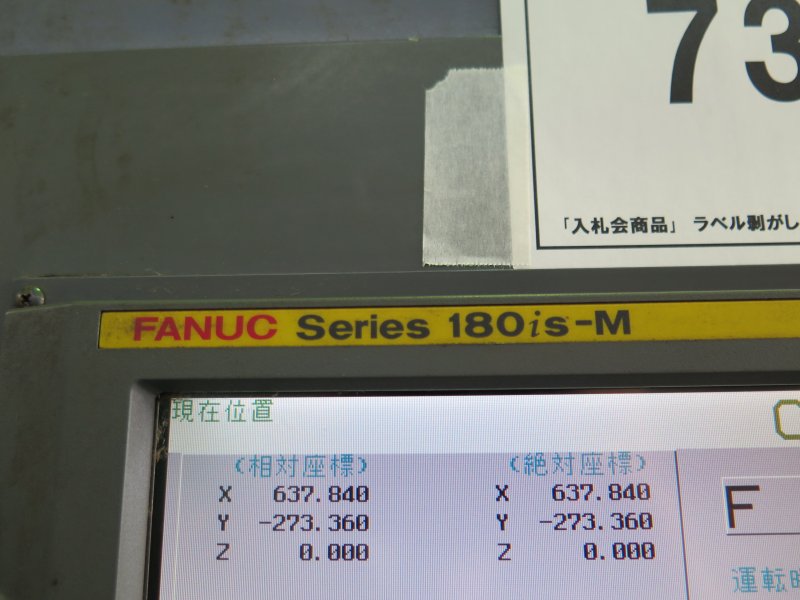 73
「入札会商品」 ラベル剝がし
FANUC Series 180is-M
現在位置
(相対座標) (絶対座標)
X 637.840 X 637.840
Y -273.360 Y -273.360
Z 0.000 Z 0.000
F
運転時